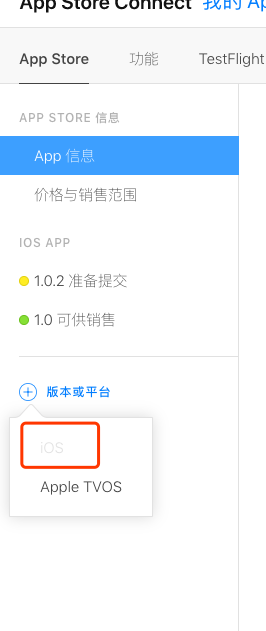 App Store Connect 我的 Ap
App Store 功能 TestFlight
APP STORE 信息
App 信息
价格与销售范围
IOS APP
1.0.2 准备提交
1.0 可供销售
版本或平台
iOS
Apple TVOS